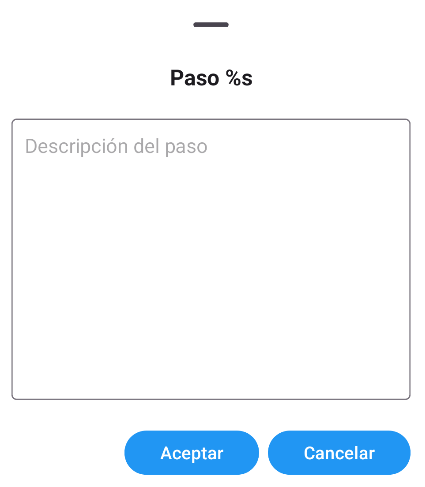 Paso %s
Descripción del paso
Aceptar
Cancelar